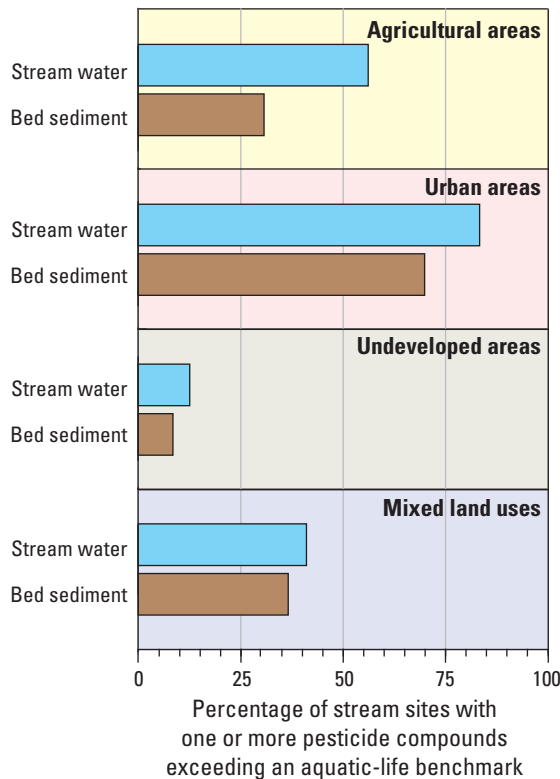 Agricultural areas
Stream water
Bed sediment
Urban areas
Stream water
Bed sediment
Undeveloped areas
Stream water
Bed sediment
Mixed land uses
Stream water
Bed sediment
0 25 50 75 100
Percentage of stream sites with
one or more pesticide compounds
exceeding an aquatic-life benchmark